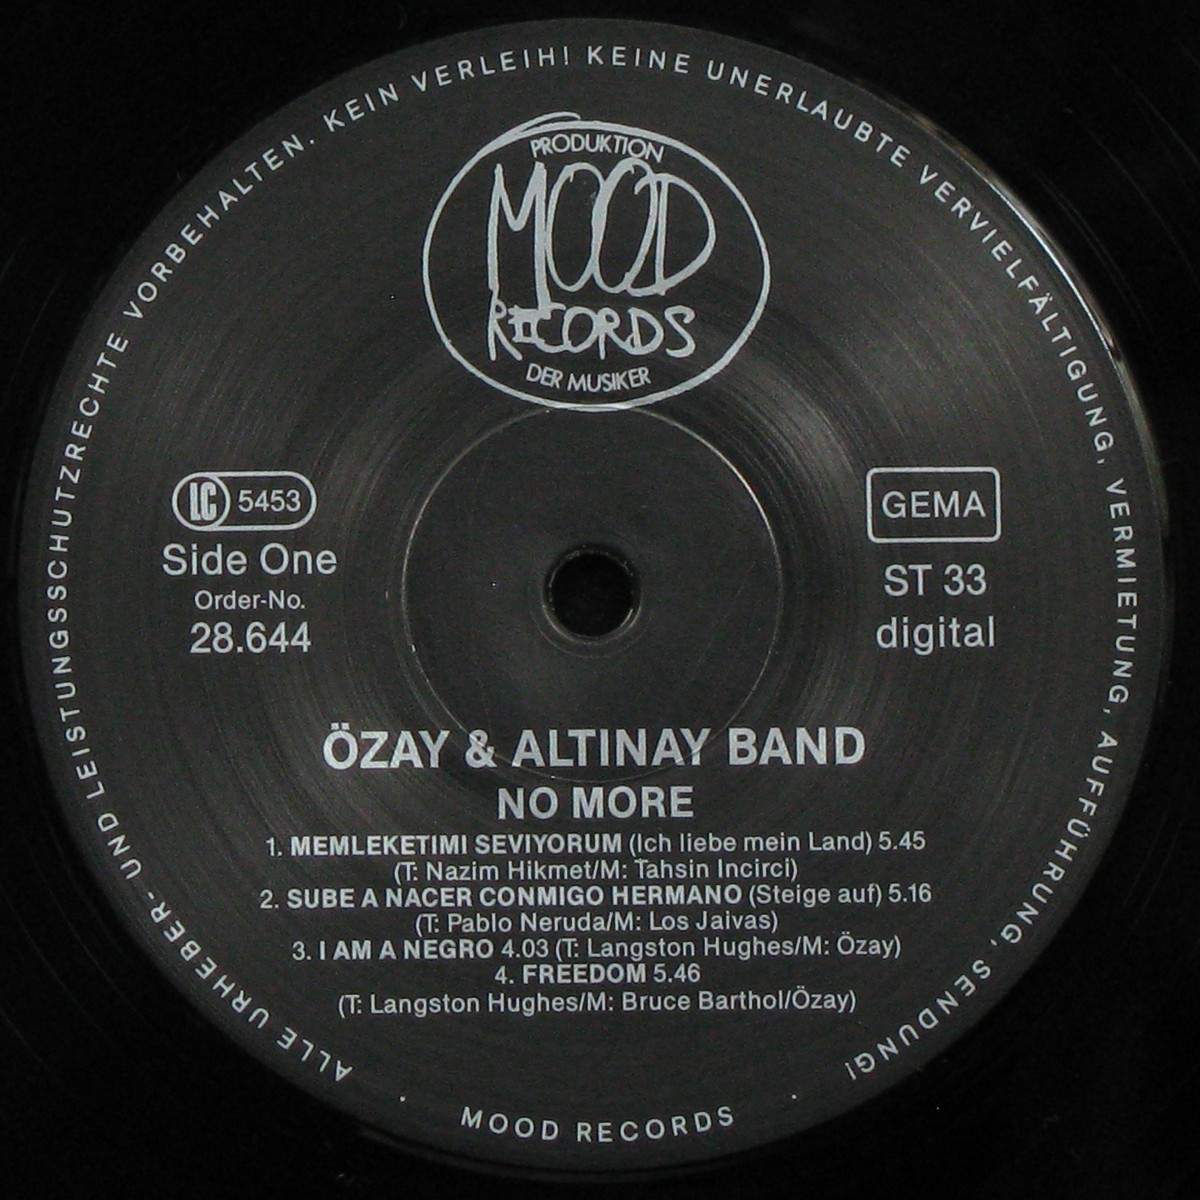 ALLE URHEBER- UND LEISTUNGSSCHUTZRECHTE VORBEHALTEN. KEIN VERLEIH! KEINE UNERLAUBTE VERVIELFÄLTIGUNG, VERMIETUNG, AUFFÜHRUNG, SENDUNG!
PRODUKTION
MOOD
RECORDS
DER MUSIKER
LC 5453
Side One
Order-No.
28.644
GEMA
ST 33
digital
ÖZAY & ALTINAY BAND
NO MORE
1. MEMLEKETIMI SEVIYORUM (Ich liebe mein Land) 5.45
(T: Nazim Hikmet/M: Tahsin Incirci)
2. SUBE A NACER CONMIGO HERMANO (Steige auf) 5.16
(T: Pablo Neruda/M: Los Jaivas)
3. I AM A NEGRO 4.03 (T: Langston Hughes/M: Özay)
4. FREEDOM 5.46
(T: Langston Hughes/M: Bruce Barthol/Özay)
· MOOD RECORDS ·